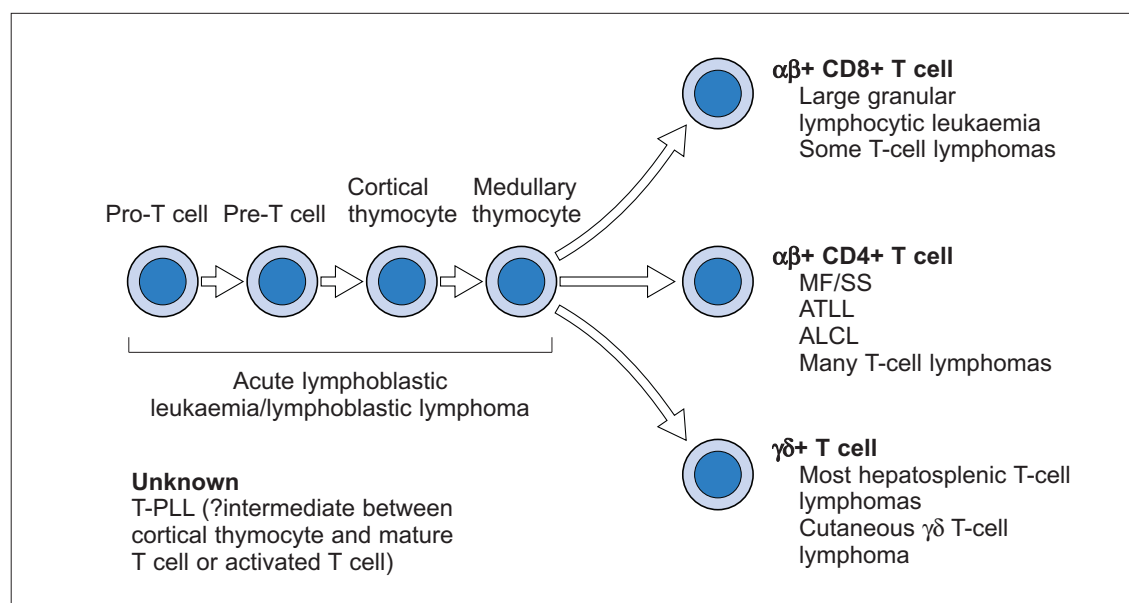 αβ+ CD8+ T cell
Large granular
lymphocytic leukaemia
Some T-cell lymphomas
Pro-T cell
Pre-T cell
Cortical
thymocyte
Medullary
thymocyte
αβ+ CD4+ T cell
MF/SS
ATLL
ALCL
Many T-cell lymphomas
Acute lymphoblastic
leukaemia/lymphoblastic lymphoma
γδ+ T cell
Most hepatosplenic T-cell
lymphomas
Cutaneous γδ T-cell
lymphoma
Unknown
T-PLL (?intermediate between
cortical thymocyte and mature
T cell or activated T cell)